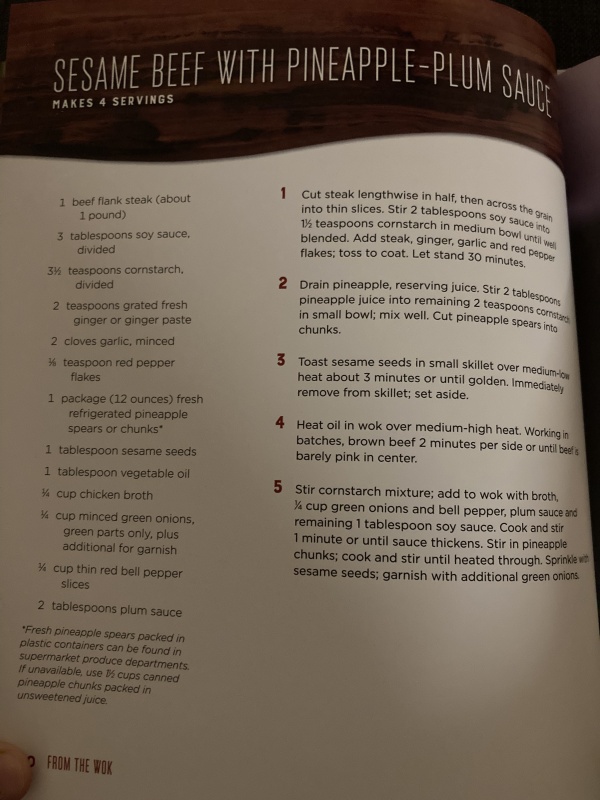 SESAME BEEF WITH PINEAPPLE-PLUM SAUCE
MAKES 4 SERVINGS
1 beef flank steak (about
1 pound)
3 tablespoons soy sauce,
divided
3½ teaspoons cornstarch,
divided
2 teaspoons grated fresh
ginger or ginger paste
2 cloves garlic, minced
teaspoon red pepper
flakes
1 package (12 ounces) fresh
refrigerated pineapple
spears or chunks*
1 tablespoon sesame seeds
1 tablespoon vegetable oil
cup chicken broth
cup minced green onions,
green parts only, plus
additional for garnish
cup thin red bell pepper
slices
2 tablespoons plum sauce
*Fresh pineapple spears packed in
plastic containers can be found in
supermarket produce departments.
If unavailable, use 1½ cups canned
pineapple chunks packed in
unsweetened juice.
1 Cut steak lengthwise in half, then across the grain
into thin slices. Stir 2 tablespoons soy sauce into
1½ teaspoons cornstarch in medium bowl until well
blended. Add steak, ginger, garlic and red pepper
flakes; toss to coat. Let stand 30 minutes.
2 Drain pineapple, reserving juice. Stir 2 tablespoons
pineapple juice into remaining 2 teaspoons cornstarch
in small bowl; mix well. Cut pineapple spears into
chunks.
3 Toast sesame seeds in small skillet over medium-low
heat about 3 minutes or until golden. Immediately
remove from skillet; set aside.
4 Heat oil in wok over medium-high heat. Working in
batches, brown beef 2 minutes per side or until beef is
barely pink in center.
5 Stir cornstarch mixture; add to wok with broth,
¼ cup green onions and bell pepper, plum sauce and
remaining 1 tablespoon soy sauce. Cook and stir
1 minute or until sauce thickens. Stir in pineapple
chunks; cook and stir until heated through. Sprinkle with
sesame seeds; garnish with additional green onions.
FROM THE WOK